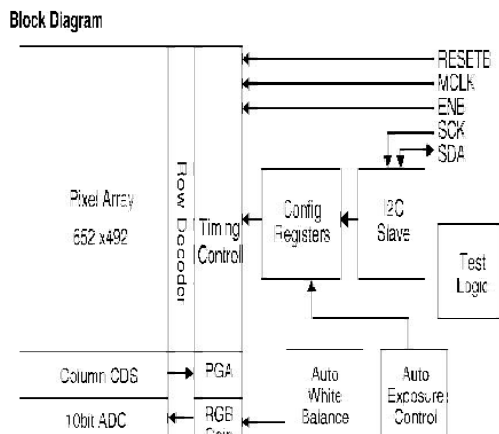 Block Diagram
RESETB
MCLK
ENB
SCK
SDA
Pixel Array
652 x492
Row Decoder
Timing
Controll
Config
Registers
I2C
Slave
Test
Logic
Column CDS
PGA
Auto
White
Balance
Auto
Exposure
Control
10bit ADC
RGB